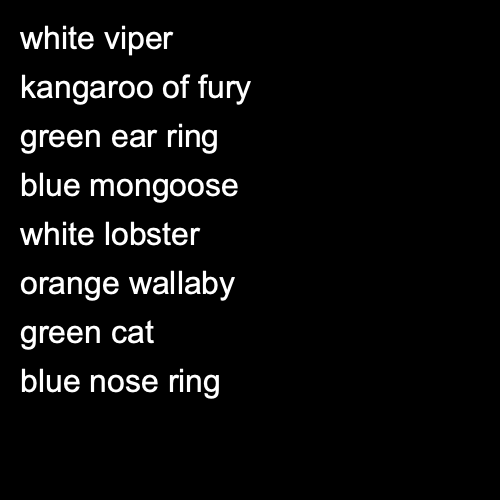 white viper
kangaroo of fury
green ear ring
blue mongoose
white lobster
orange wallaby
green cat
blue nose ring